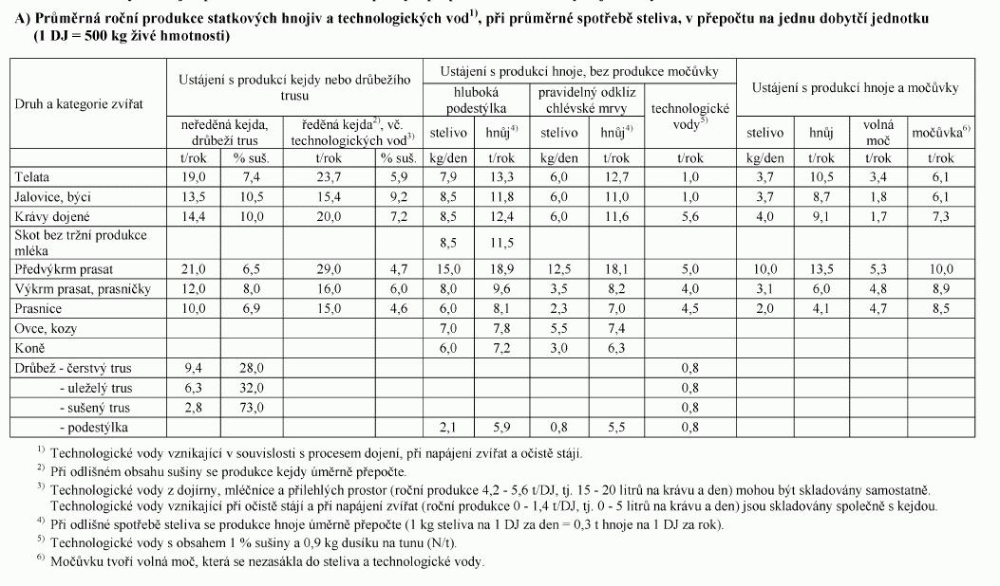 A) Průměrná roční produkce statkových hnojiv a technologických vod1), při průměrné spotřebě steliva, v přepočtu na jednu dobytčí jednotku
(1 DJ = 500 kg živé hmotnosti)
Druh a kategorie zvířat
Ustájení s produkcí kejdy nebo drůbežího
trusu
Ustájení s produkcí hnoje, bez produkce močůvky
Ustájení s produkcí hnoje a močůvky
hluboká
podestýlka
pravidelný odkliz
chlévské mrvy
technologické
vody5)
neředěná kejda,
drůbeží trus
ředěná kejda2), vč.
technologických vod3)
stelivo hnůj4) stelivo hnůj4) stelivo hnůj volná
moč
močůvka6)
t/rok % suš. t/rok % suš. kg/den t/rok kg/den t/rok t/rok kg/den t/rok t/rok t/rok
Telata 19,0 7,4 23,7 5,9 7,9 13,3 6,0 12,7 1,0 3,7 10,5 3,4 6,1
Jalovice, býci 13,5 10,5 15,4 9,2 8,5 11,8 6,0 11,0 1,0 3,7 8,7 1,8 6,1
Krávy dojené 14,4 10,0 20,0 7,2 8,5 12,4 6,0 11,6 5,6 4,0 9,1 1,7 7,3
Skot bez tržní produkce
mléka
8,5 11,5
Předvýkrm prasat 21,0 6,5 29,0 4,7 15,0 18,9 12,5 18,1 5,0 10,0 13,5 5,3 10,0
Výkrm prasat, prasničky 12,0 8,0 16,0 6,0 8,0 9,6 3,5 8,2 4,0 3,1 6,0 4,8 8,9
Prasnice 10,0 6,9 15,0 4,6 6,0 8,1 2,3 7,0 4,5 2,0 4,1 4,7 8,5
Ovce, kozy 7,0 7,8 5,5 7,4
Koně 6,0 7,2 3,0 6,3
Drůbež - čerstvý trus 9,4 28,0 0,8
- uležený trus 6,3 32,0 0,8
- sušený trus 2,8 73,0 0,8
- podestýlka 2,1 5,9 0,8 5,5 0,8
1) Technologické vody vznikající v souvislosti s procesem dojení, při napájení zvířat a očistě stájí.
2) Při odlišném obsahu sušiny se produkce kejdy úměrně přepočte.
3) Technologické vody z dojírny, mléčnice a přilehlých prostor (roční produkce 4,2 - 5,6 t/DJ, tj. 15 - 20 litrů na krávu a den) mohou být skladovány samostatně.
Technologické vody vznikající při očistě stájí a při napájení zvířat (roční produkce 0 - 1,4 t/DJ, tj. 0 - 5 litrů na krávu a den) jsou skladovány společně s kejdou.
4) Při odlišné spotřebě steliva se produkce hnoje úměrně přepočte (1 kg steliva na 1 DJ za den = 0,3 t hnoje na 1 DJ za rok).
5) Technologické vody s obsahem 1 % sušiny a 0,9 kg dusíku na tunu (N/t).
6) Močůvku tvoří volná moč, která se nezasákla do steliva a technologické vody.